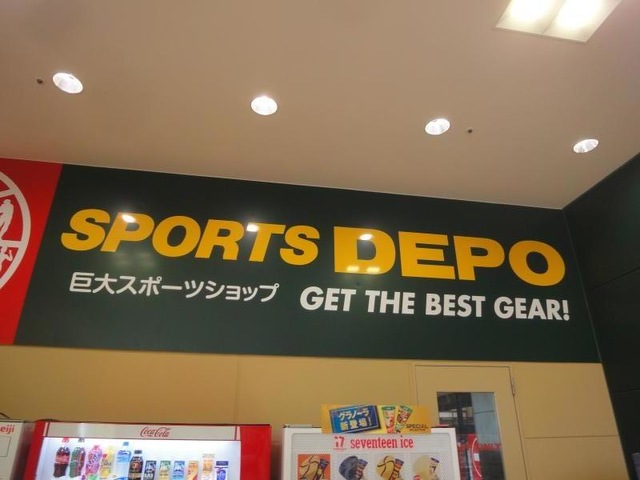 SPORTS DEPO
巨大スポーツショップ
GET THE BEST GEAR!
Coca-Cola
グラノーラ
新登場!
SPECIAL
17
seventeen ice
eiji